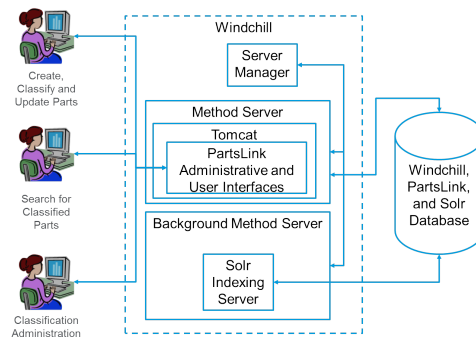 Windchill
Create,
Classify and
Update Parts
Server
Manager
Method Server
Tomcat
PartsLink
Administrative and
User Interfaces
Search for
Classified
Parts
Windchill,
PartsLink,
and Solr
Database
Background Method Server
Solr
Indexing
Server
Classification
Administration